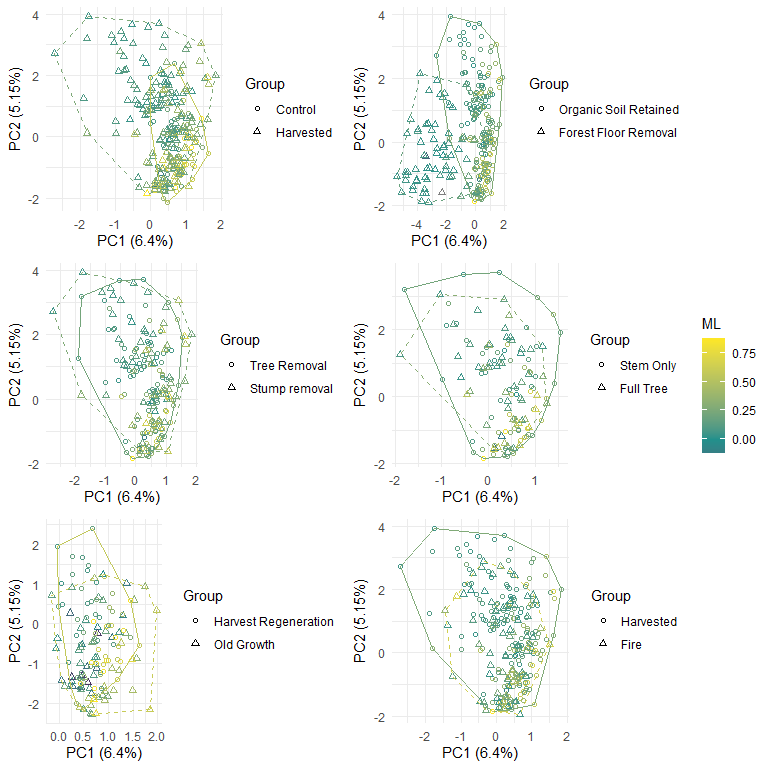 4
2
0
-2
PC2 (5.15%)
-2
-1
0
1
2
PC1 (6.4%)
Group
Control
Harvested
4
2
0
-2
PC2 (5.15%)
-4
-2
0
2
PC1 (6.4%)
Group
Organic Soil Retained
Forest Floor Removal
4
2
0
-2
PC2 (5.15%)
-3
-2
-1
0
1
2
PC1 (6.4%)
Group
Tree Removal
Stump removal
2
0
-2
PC2 (5.15%)
-2
-1
0
1
PC1 (6.4%)
Group
Stem Only
Full Tree
ML
0.75
0.50
0.25
0.00
2
1
0
-1
-2
PC2 (5.15%)
0.0
0.5
1.0
1.5
2.0
PC1 (6.4%)
Group
Harvest Regeneration
Old Growth
4
2
0
-2
PC2 (5.15%)
-2
-1
0
1
2
PC1 (6.4%)
Group
Harvested
Fire